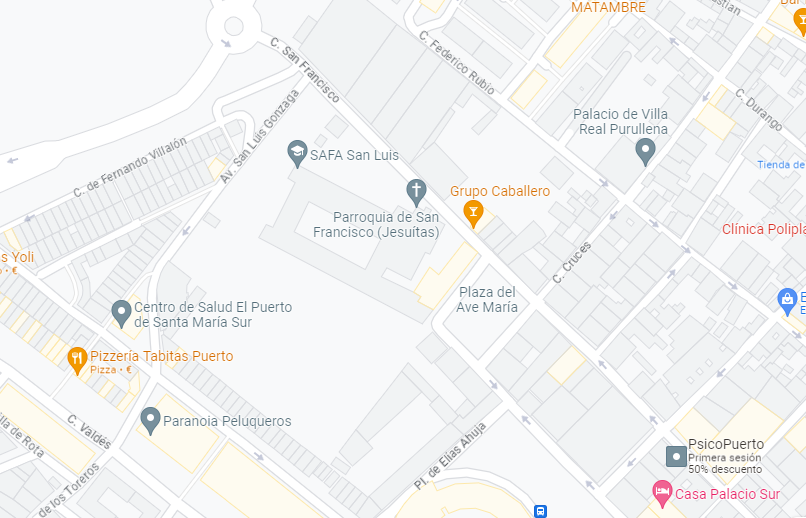 MATAMBRE
C. San Francisco
C. Federico Rubio
C. Durango
Palacio de Villa
Real Purullena
Av. San Luis Gonzaga
SAFA San Luis
C. de Fernando Villalón
Tienda de
Grupo Caballero
Parroquia de San
Francisco (Jesuítas)
Clínica Polipla
s Yoli
€
C. Cruces
Plaza del
Ave María
Centro de Salud El Puerto
de Santa María Sur
Pizzería Tabitas Puerto
Pizza • €
Paranoia Peluqueros
C. Valdés
lla de Rota
de los Toreros
Pl. de Elías Ahuja
PsicoPuerto
Primera sesión
50% descuento
Casa Palacio Sur